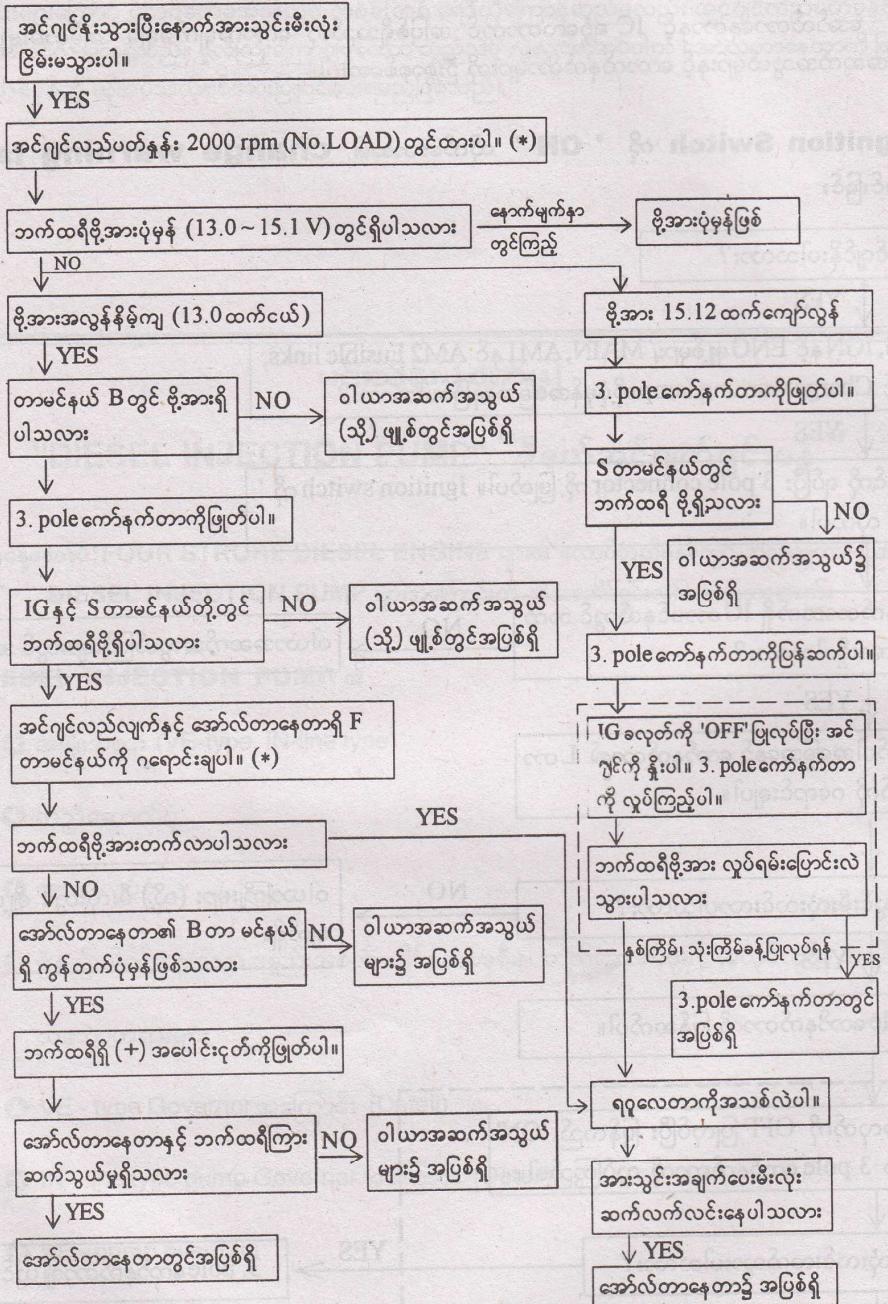 အင်ဂျင်နိုးသွားပြီးနောက်အားသွင်းမီးလုံး
ငြိမ်းမသွားပါ။
YES
အင်ဂျင်လည်ပတ်နှုန်း 2000 rpm (No.LOAD) တွင်ထားပါ။ (*)
ဘက်ထရီဗို့အားပုံမှန် (13.0 ~ 15.1 V) တွင်ရှိပါသလား
နောက်မျက်နှာ
တွင်ကြည့်
ဗို့အားပုံမှန်ဖြစ်
NO
ဗို့အားအလွန်နိမ့်ကျ (13.0 ထက်ငယ်)
YES
တာမင်နယ် B တွင် ဗို့အားရှိ
ပါသလား
NO
ဝါယာအဆက်အသွယ်
(သို့) ဖျူ့စ်တွင်အပြစ်ရှိ
YES
3. pole ကော်နက်တာကိုဖြုတ်ပါ။
IG နှင့် S တာမင်နယ်တို့တွင်
ဘက်ထရီဗို့ရှိပါသလား
NO
ဝါယာအဆက်အသွယ်
(သို့) ဖျူ့စ်တွင်အပြစ်ရှိ
YES
အင်ဂျင်လည်လျက်နှင့် အော်လ်တာနေတာရှိ F
တာမင်နယ်ကို ဂရောင်းချပါ။ (*)
ဘက်ထရီဗို့အားတက်လာပါသလား
YES
NO
အော်လ်တာနေတာ၏ B တာ မင်နယ်
ရှိ ကွန်တက်ပုံမှန်ဖြစ်သလား
NO
ဝါယာအဆက်အသွယ်
များ၌ အပြစ်ရှိ
YES
ဘက်ထရီရှိ (+) အပေါင်းငုတ်ကိုဖြုတ်ပါ။
အော်လ်တာနေတာနှင့် ဘက်ထရီကြား
ဆက်သွယ်မှုရှိသလား
NO
ဝါယာအဆက်အသွယ်
များ၌ အပြစ်ရှိ
YES
အော်လ်တာနေတာတွင်အပြစ်ရှိ
ဗို့အား 15.12 ထက်ကျော်လွန်
3. pole ကော်နက်တာကိုဖြုတ်ပါ။
S တာမင်နယ်တွင်
ဘက်ထရီ ဗို့ရှိသလား
NO
YES
ဝါယာအဆက်အသွယ်၌
အပြစ်ရှိ
3. pole ကော်နက်တာကိုပြန်ဆက်ပါ။
IG ခလုတ်ကို 'OFF' ပြုလုပ်ပြီး အင်
ဂျင်ကို နှိုးပါ။ 3. pole ကော်နက်တာ
ကို လှုပ်ကြည့်ပါ။
ဘက်ထရီဗို့အား လှုပ်ရမ်းပြောင်းလဲ
သွားပါသလား
နှစ်ကြိမ်၊ သုံးကြိမ်ခန့်ပြုလုပ်ရန်
YES
3.pole ကော်နက်တာတွင်
အပြစ်ရှိ
ရဂူလေတာကိုအသစ်လဲပါ။
အားသွင်းအချက်ပေးမီးလုံး
ဆက်လက်လင်းနေပါသလား
YES
အော်လ်တာနေတာ၌ အပြစ်ရှိ